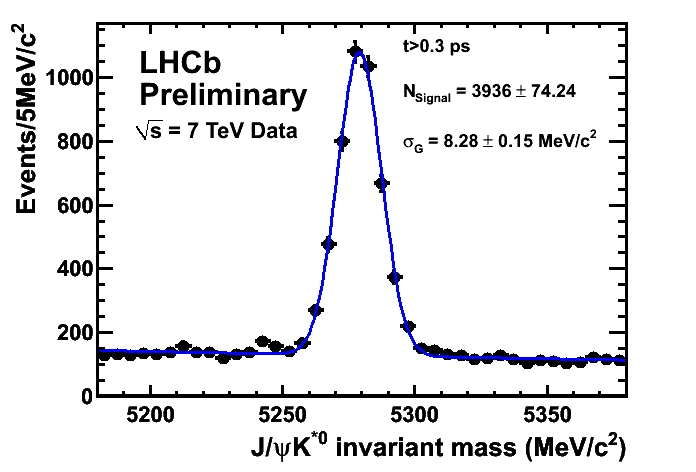 LHCb
Preliminary
√s = 7 TeV Data
t>0.3 ps
N_Signal = 3936 ± 74.24
σ_G = 8.28 ± 0.15 MeV/c²
Events/5MeV/c²
1000
800
600
400
200
0
5200 5250 5300 5350
J/ψK*⁰ invariant mass (MeV/c²)